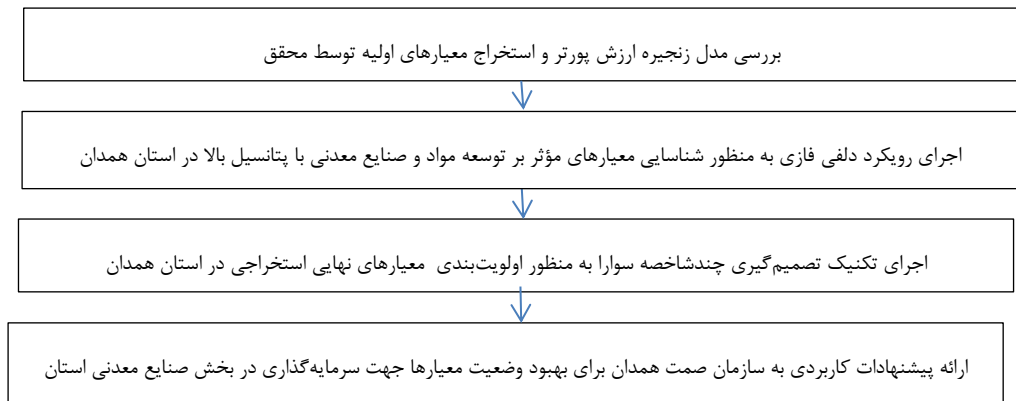 بررسی مدل زنجیره ارزش پورتر و استخراج معیارهای اولیه توسط محقق
اجرای رویکرد دلفی فازی به منظور شناسایی معیارهای مؤثر بر توسعه مواد و صنایع معدنی با پتانسیل بالا در استان همدان
اجرای تکنیک تصمیم‌گیری چندشاخصه سوارا به منظور اولویت‌بندی معیارهای نهایی استخراجی در استان همدان
ارائه پیشنهادات کاربردی به سازمان صمت همدان برای بهبود وضعیت معیارها جهت سرمایه‌گذاری در بخش صنایع معدنی استان